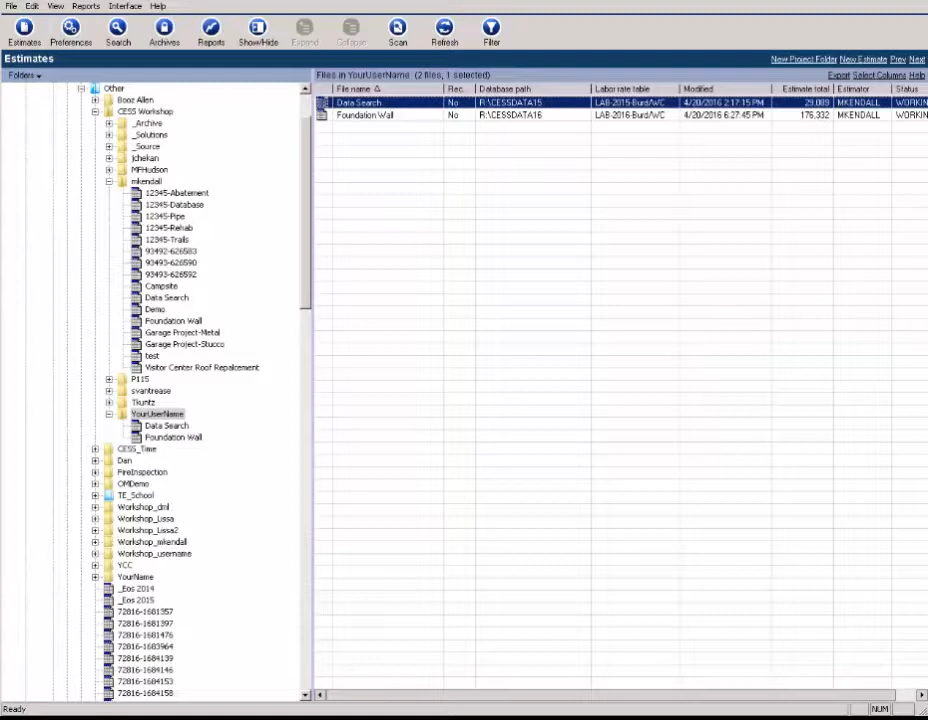 File Edit View Reports Interface Help
Estimates Preferences Search Archives Reports Show/Hide Expand Collapse Scan Refresh Filter
Estimates New Project Folder New Estimate Prev Next
Folders Files in YourUserName (2 files, 1 selected) Export Select Columns Help
File name Rec... Database path Labor rate table Modified Estimate total Estimator Status
Data Search No R:\CESSDATA15 LAB-2015-Burd/WC 4/20/2016 2:17:15 PM 29,089 MKENDALL WORKIN
Foundation Wall No R:\CESSDATA16 LAB-2016-Burd/WC 4/20/2016 6:27:45 PM 176,332 MKENDALL WORKIN
Other
Booz Allen
CESS Workshop
_Archive
_Solutions
_Source
jchekan
MFHudson
mkendall
12345-Abatement
12345-Database
12345-Pipe
12345-Rehab
12345-Trails
93492-626583
93493-626590
93493-626592
Campsite
Data Search
Demo
Foundation Wall
Garage Project-Metal
Garage Project-Stucco
test
Visitor Center Roof Repalcement
P115
svantrease
Tkuntz
YourUserName
Data Search
Foundation Wall
CESS_Time
Dan
FireInspection
OMDemo
TE_School
Workshop_dml
Workshop_Lissa
Workshop_Lissa2
Workshop_mkendall
Workshop_username
YCC
YourName
_Eos 2014
_Eos 2015
72816-1681357
72816-1681397
72816-1681476
72816-1683964
72816-1684139
72816-1684146
72816-1684153
72816-1684158
Ready NUM